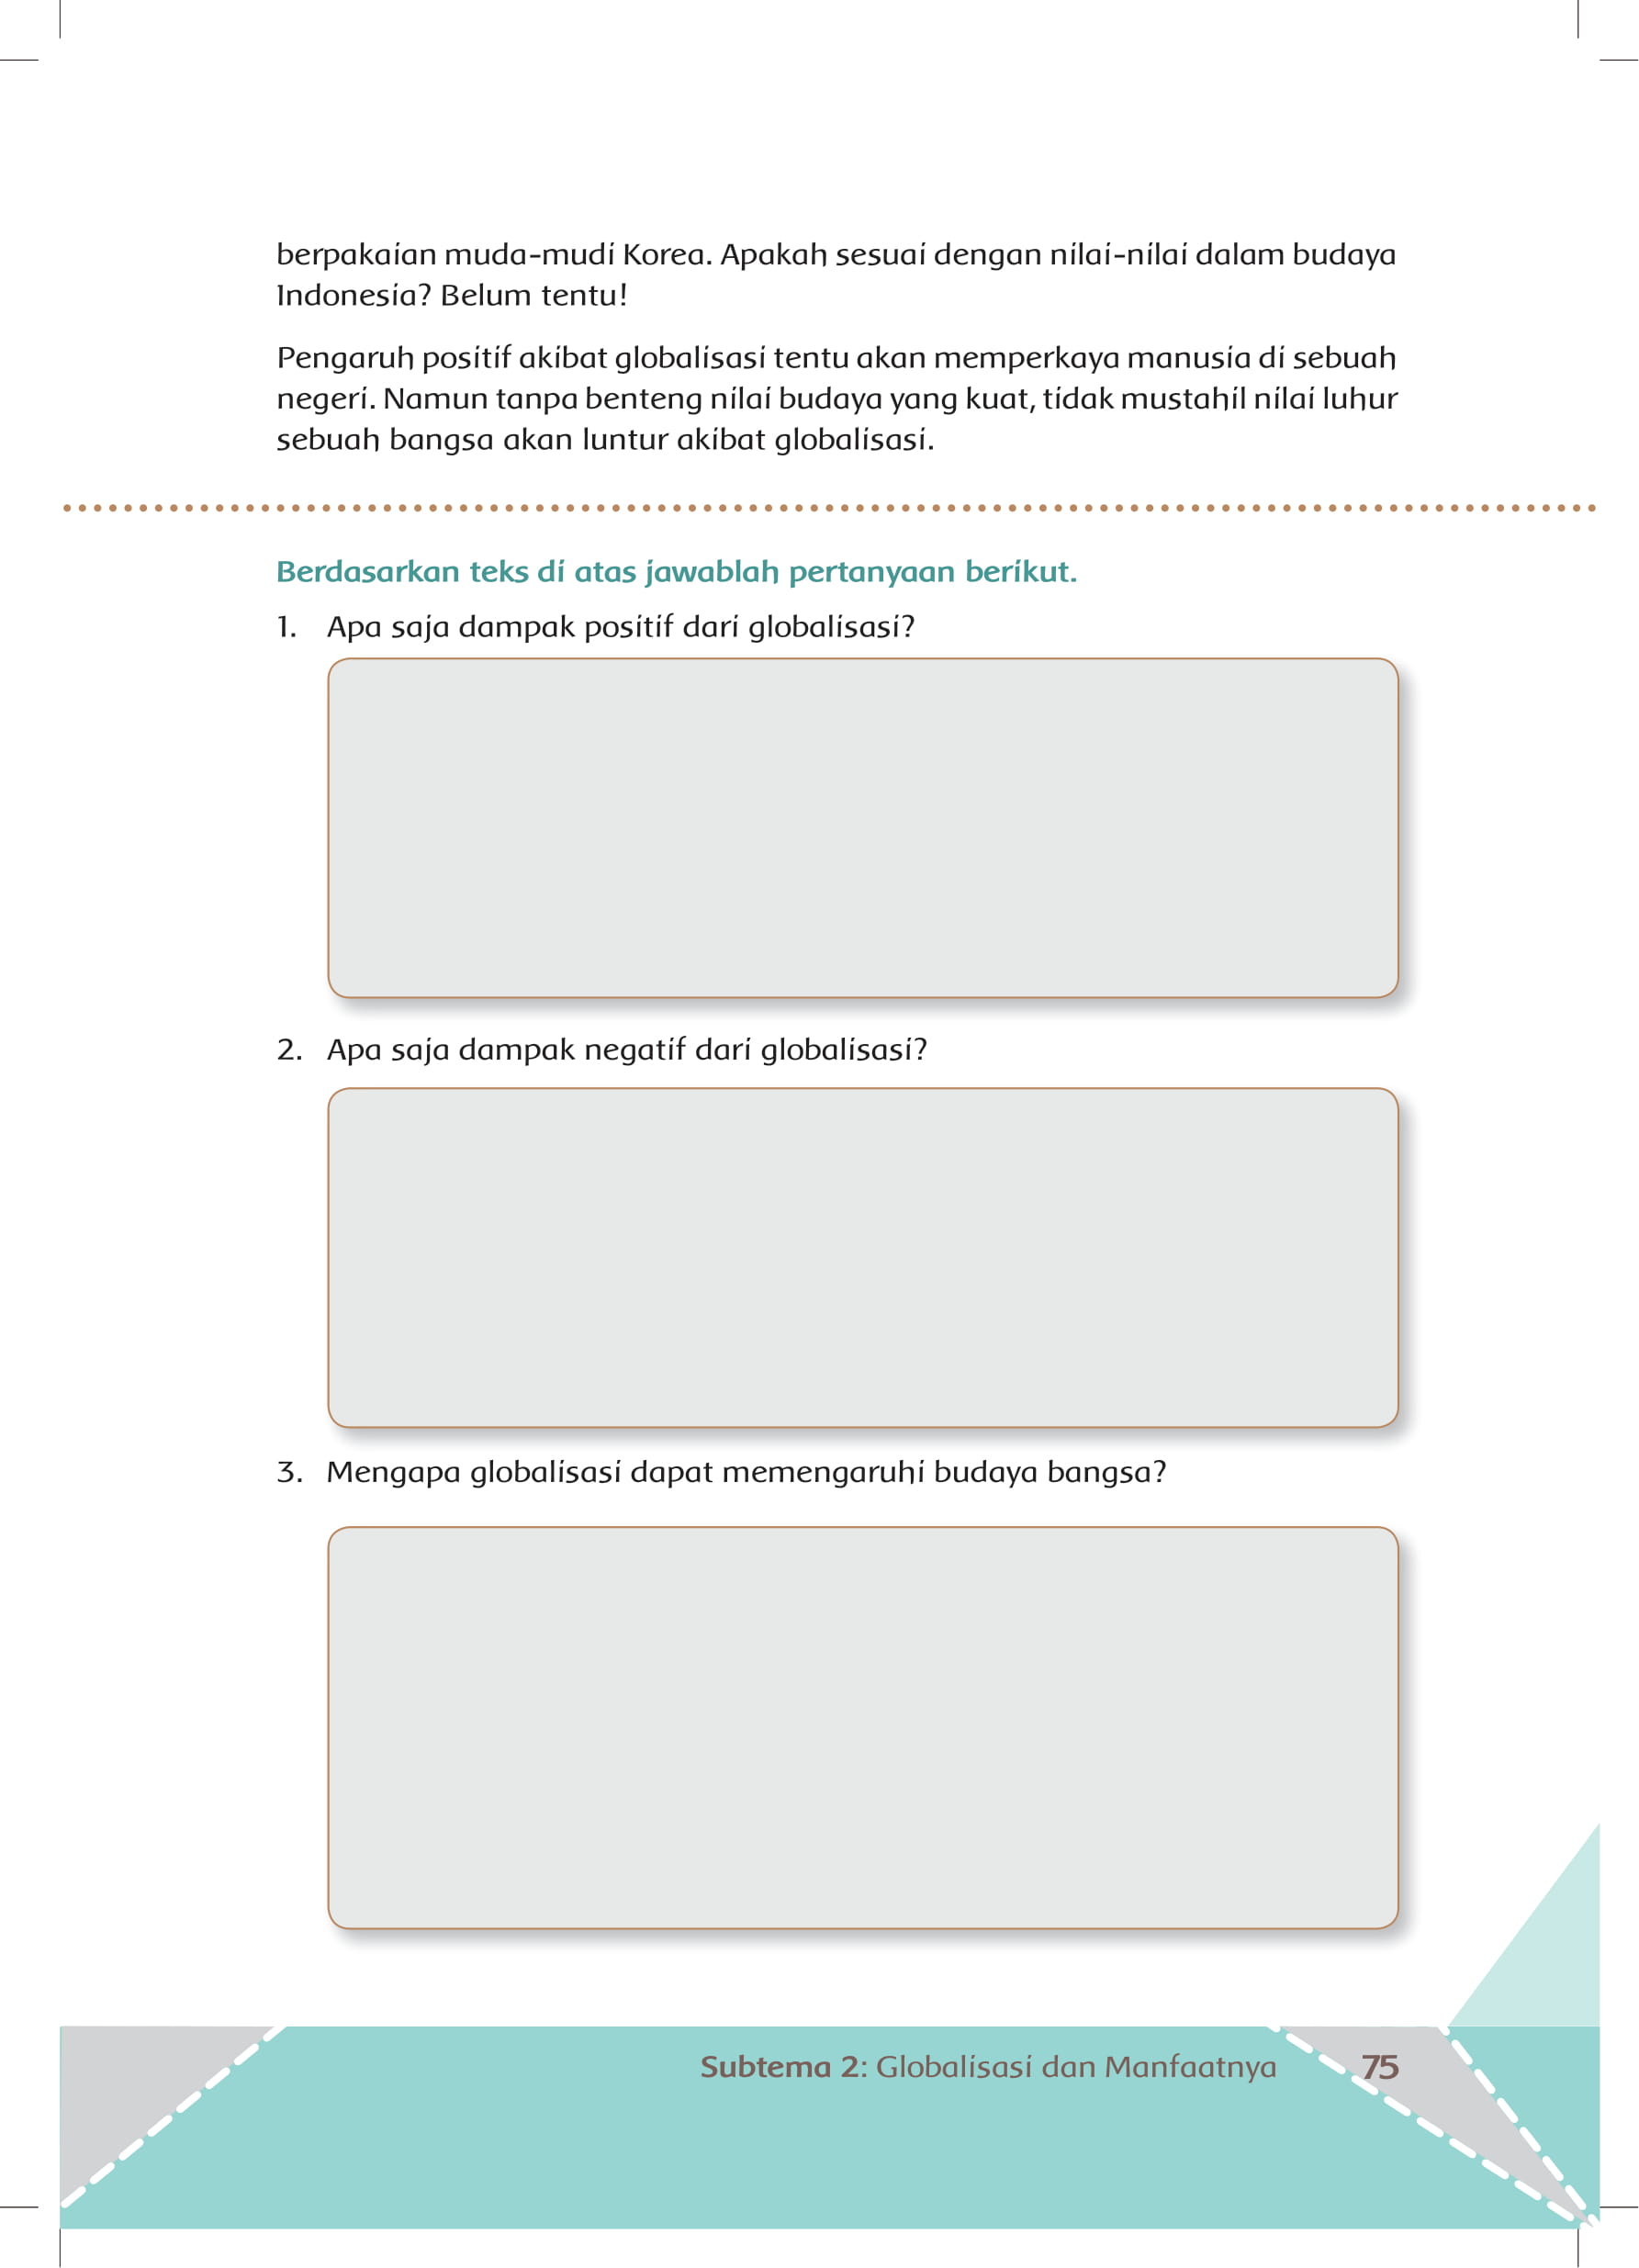 berpakaian muda-mudi Korea. Apakah sesuai dengan nilai-nilai dalam budaya
Indonesia? Belum tentu!
Pengaruh positif akibat globalisasi tentu akan memperkaya manusia di sebuah
negeri. Namun tanpa benteng nilai budaya yang kuat, tidak mustahil nilai luhur
sebuah bangsa akan luntur akibat globalisasi.
Berdasarkan teks di atas jawablah pertanyaan berikut.
1. Apa saja dampak positif dari globalisasi?
2. Apa saja dampak negatif dari globalisasi?
3. Mengapa globalisasi dapat memengaruhi budaya bangsa?
Subtema 2: Globalisasi dan Manfaatnya 75